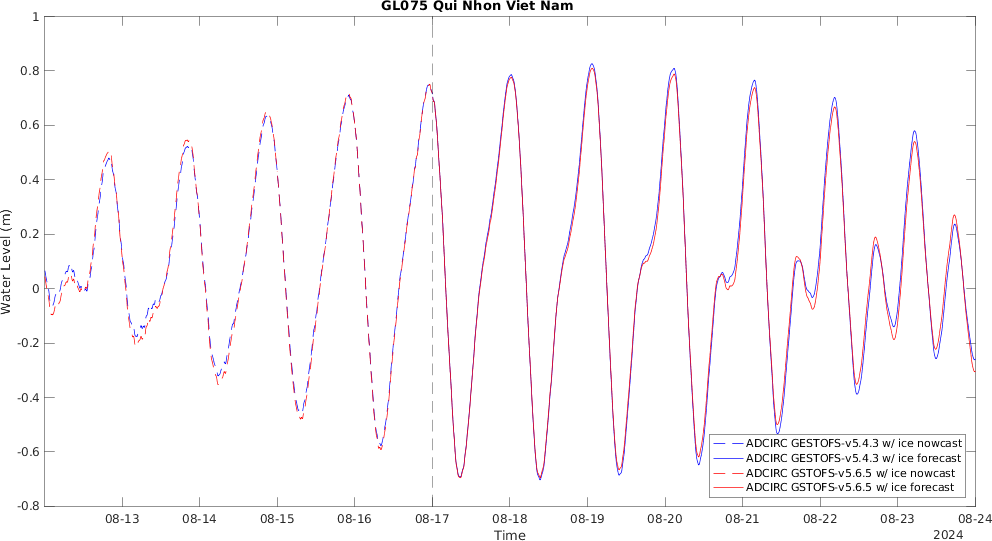 GL075 Qui Nhon Viet Nam
1
0.8
0.6
0.4
0.2
0
-0.2
-0.4
-0.6
-0.8
Water Level (m)
ADCIRC GESTOFS-v5.4.3 w/ ice nowcast
ADCIRC GESTOFS-v5.4.3 w/ ice forecast
ADCIRC GSTOFS-v5.6.5 w/ ice nowcast
ADCIRC GSTOFS-v5.6.5 w/ ice forecast
08-13 08-14 08-15 08-16 08-17 08-18 08-19 08-20 08-21 08-22 08-23 08-24
Time
2024